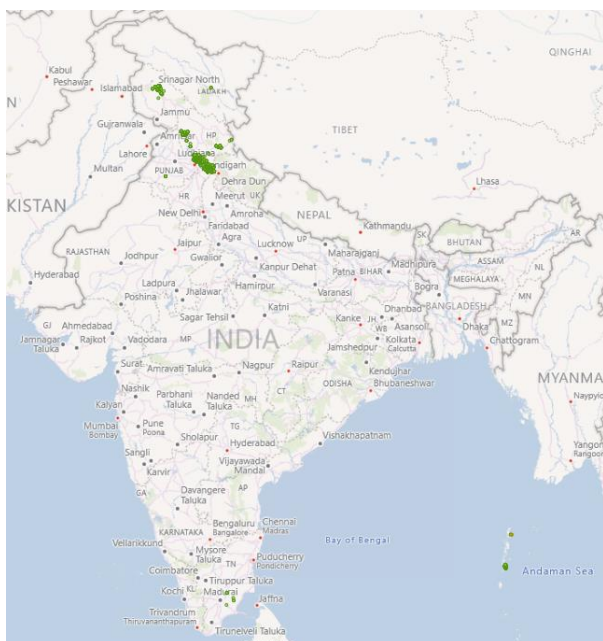 QINGHAI
Kabul
Peshawar
Islamabad
Srinagar North
LADAKH
Jammu
Gujranwala
Amritsar
HP
TIBET
Lahore
Ludhiana
Chandigarh
Multan
PUNJAB
Dehra Dun
Lhasa
KISTAN
HR
Meerut
UK
New Delhi
Amroha
NEPAL
Faridabad
Kathmandu
SK
BHUTAN
AR
RAJASTHAN
Jaipur
Agra
Lucknow
UP
Maharajganj
ASSAM
Jodhpur
Gwalior
Kanpur Dehat
Patna
BIHAR
Madhipura
MEGHALAYA
NL
Hyderabad
Ladpura
Hamirpur
Varanasi
Bogra
MN
Poshina
Jhalawar
Dhanbad
BANGLADESH
GJ
Sagar Tehsil
Katni
Kanke
JH
Asansol
Dhaka
MZ
Ahmedabad
MP
INDIA
WB
Kolkata
Calcutta
Chattogram
Jamnagar
Taluka
Rajkot
Vadodara
Jamshedpur
Surat
Amravati Taluka
Nagpur
Raipur
Kendujhar
MYANMA
Nashik
CT
ODISHA
Bhubaneshwar
Naypyic
Kalyan
Parbhani
Taluka
Nanded
Taluka
MH
Mumbai
Bombay
Pune
Poona
TG
Vishakhapatnam
Yangon
Rangoon
Sholapur
Hyderabad
Sangli
Vijayawada
Mandal
Karvir
GA
AP
Davangere
Taluka
KARNATAKA
Bengaluru
Bangalore
Chennai
Madras
Bay of Bengal
Vellarikkund
Mysore
Taluka
Puducherry
Pondicherry
Coimbatore
TN
Tiruppur Taluka
Andaman Sea
Kochi
KL
Madurai
Jaffna
Trivandrum
Thiruvananthapuram
Tiruneiveli Taluka